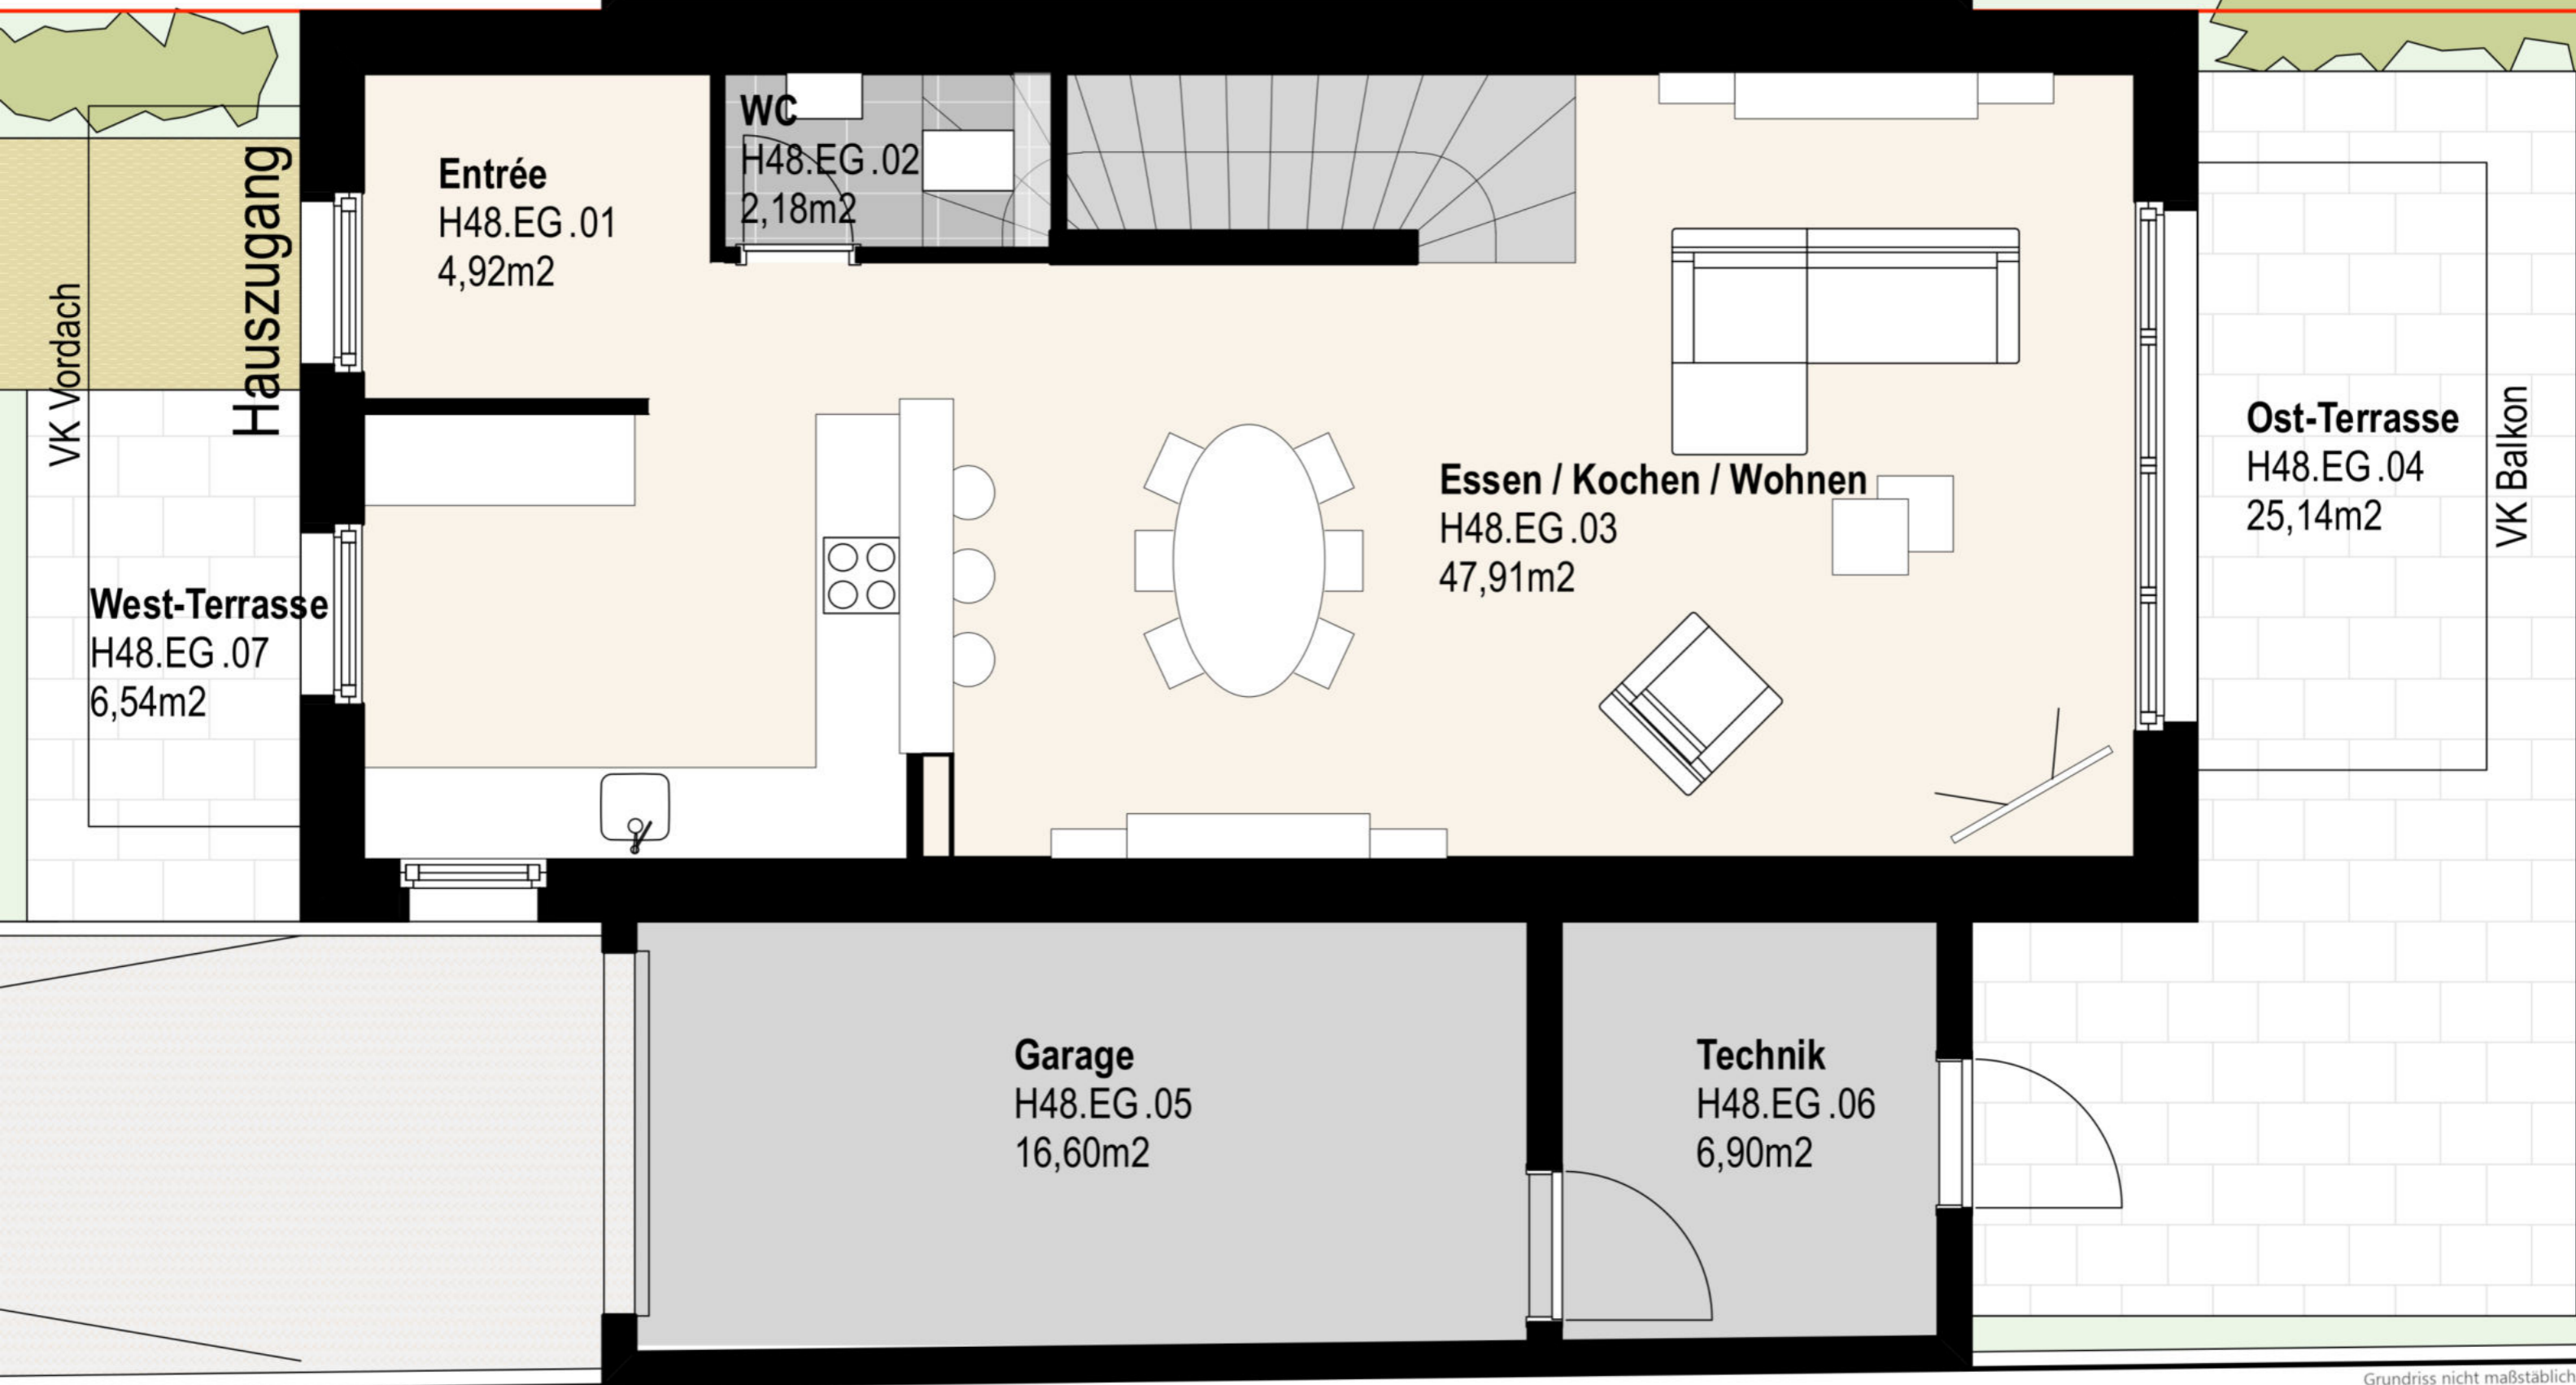 Hauszugang
VK Vordach
Entrée
H48.EG.01
4,92m2
WC
H48.EG.02
2,18m2
Essen / Kochen / Wohnen
H48.EG.03
47,91m2
Ost-Terrasse
H48.EG.04
25,14m2
VK Balkon
West-Terrasse
H48.EG.07
6,54m2
Garage
H48.EG.05
16,60m2
Technik
H48.EG.06
6,90m2
Grundriss nicht maßstäblich